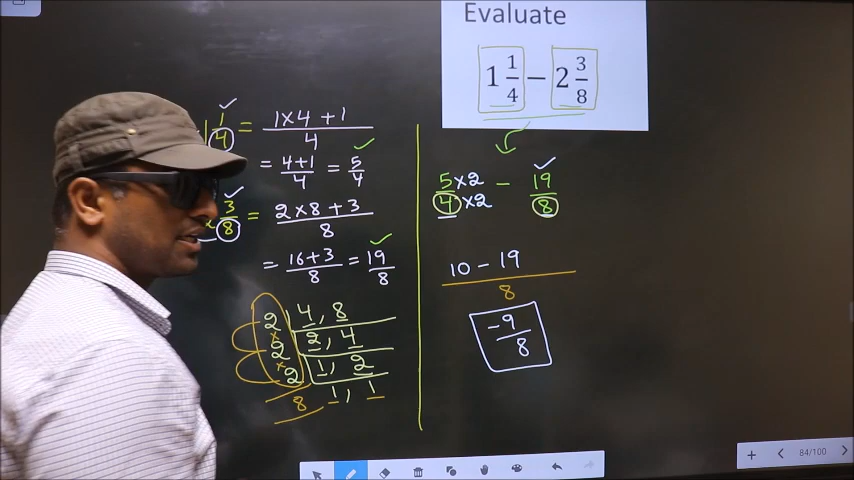 Evaluate
1 1/4 − 2 3/8
1/4 = 1×4+1/4
= 4+1/4 = 5/4
3/8 = 2×8+3/8
= 16+3/8 = 19/8
2 | 4, 8
2 | 2, 4
2 | 1, 2
8 1, 1
5×2/4×2 − 19/8
10 − 19
8
−9/8
84/100